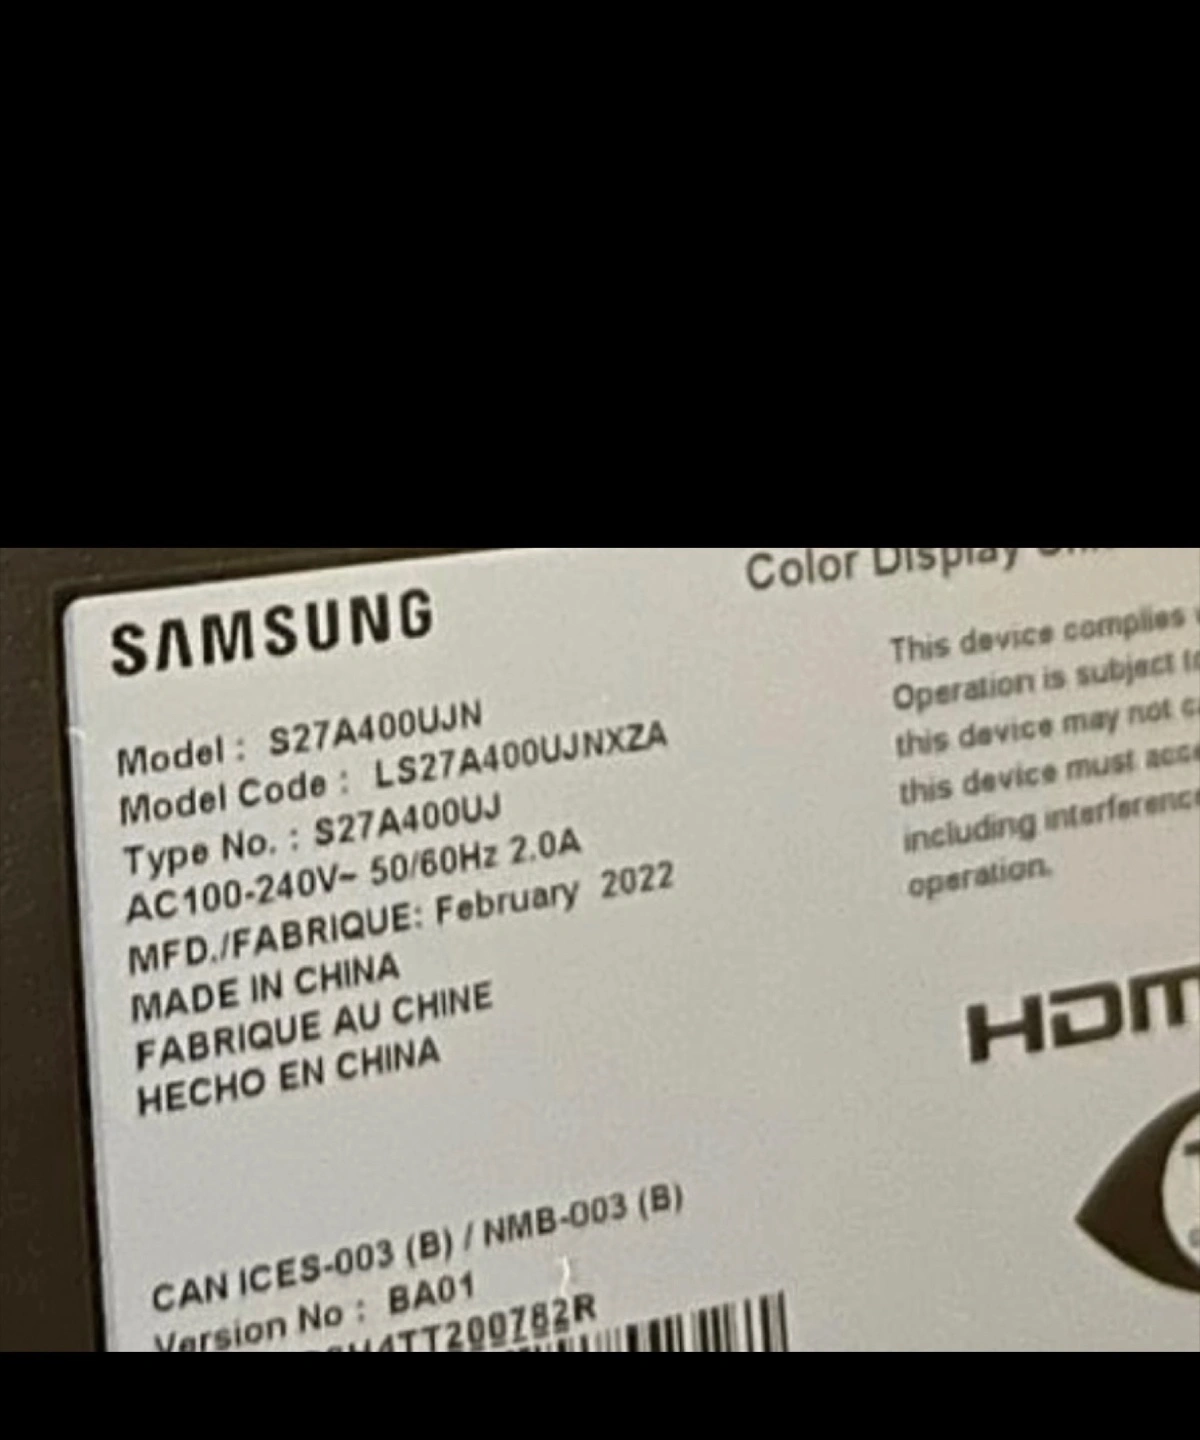 SAMSUNG
Model : S27A400UJN
Model Code : LS27A400UJNXZA
Type No. : S27A400UJ
AC100-240V~ 50/60Hz 2.0A
MFD./FABRIQUE: February 2022
MADE IN CHINA
FABRIQUE AU CHINE
HECHO EN CHINA
CAN ICES-003 (B) / NMB-003 (B)
Version No : BA01
Color Display
This device complies
Operation is subject
this device may not
this device must
including interference
operation.